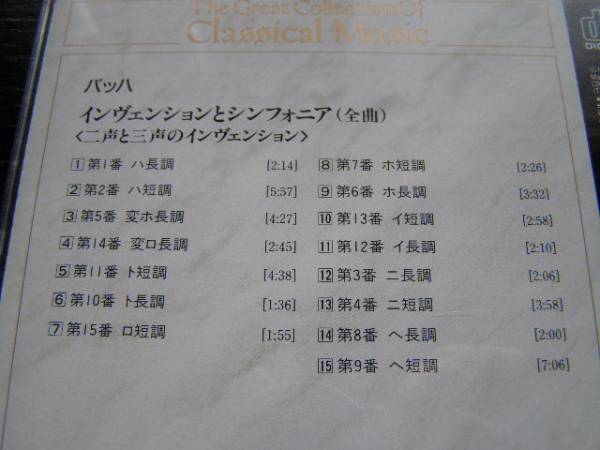 The Great Collection Of
Classical Music
バッハ
インヴェンションとシンフォニア(全曲)
〈二声と三声のインヴェンション〉
1 第1番 ハ長調 [2:14]
2 第2番 ハ短調 [5:57]
3 第5番 変ホ長調 [4:27]
4 第14番 変ロ長調 [2:45]
5 第11番 ト短調 [4:38]
6 第10番 ト長調 [1:36]
7 第15番 ロ短調 [1:55]
8 第7番 ホ短調 [2:26]
9 第6番 ホ長調 [3:32]
10 第13番 イ短調 [2:58]
11 第12番 イ長調 [2:10]
12 第3番 ニ長調 [2:06]
13 第4番 ニ短調 [3:58]
14 第8番 ヘ長調 [2:00]
15 第9番 ヘ短調 [7:06]